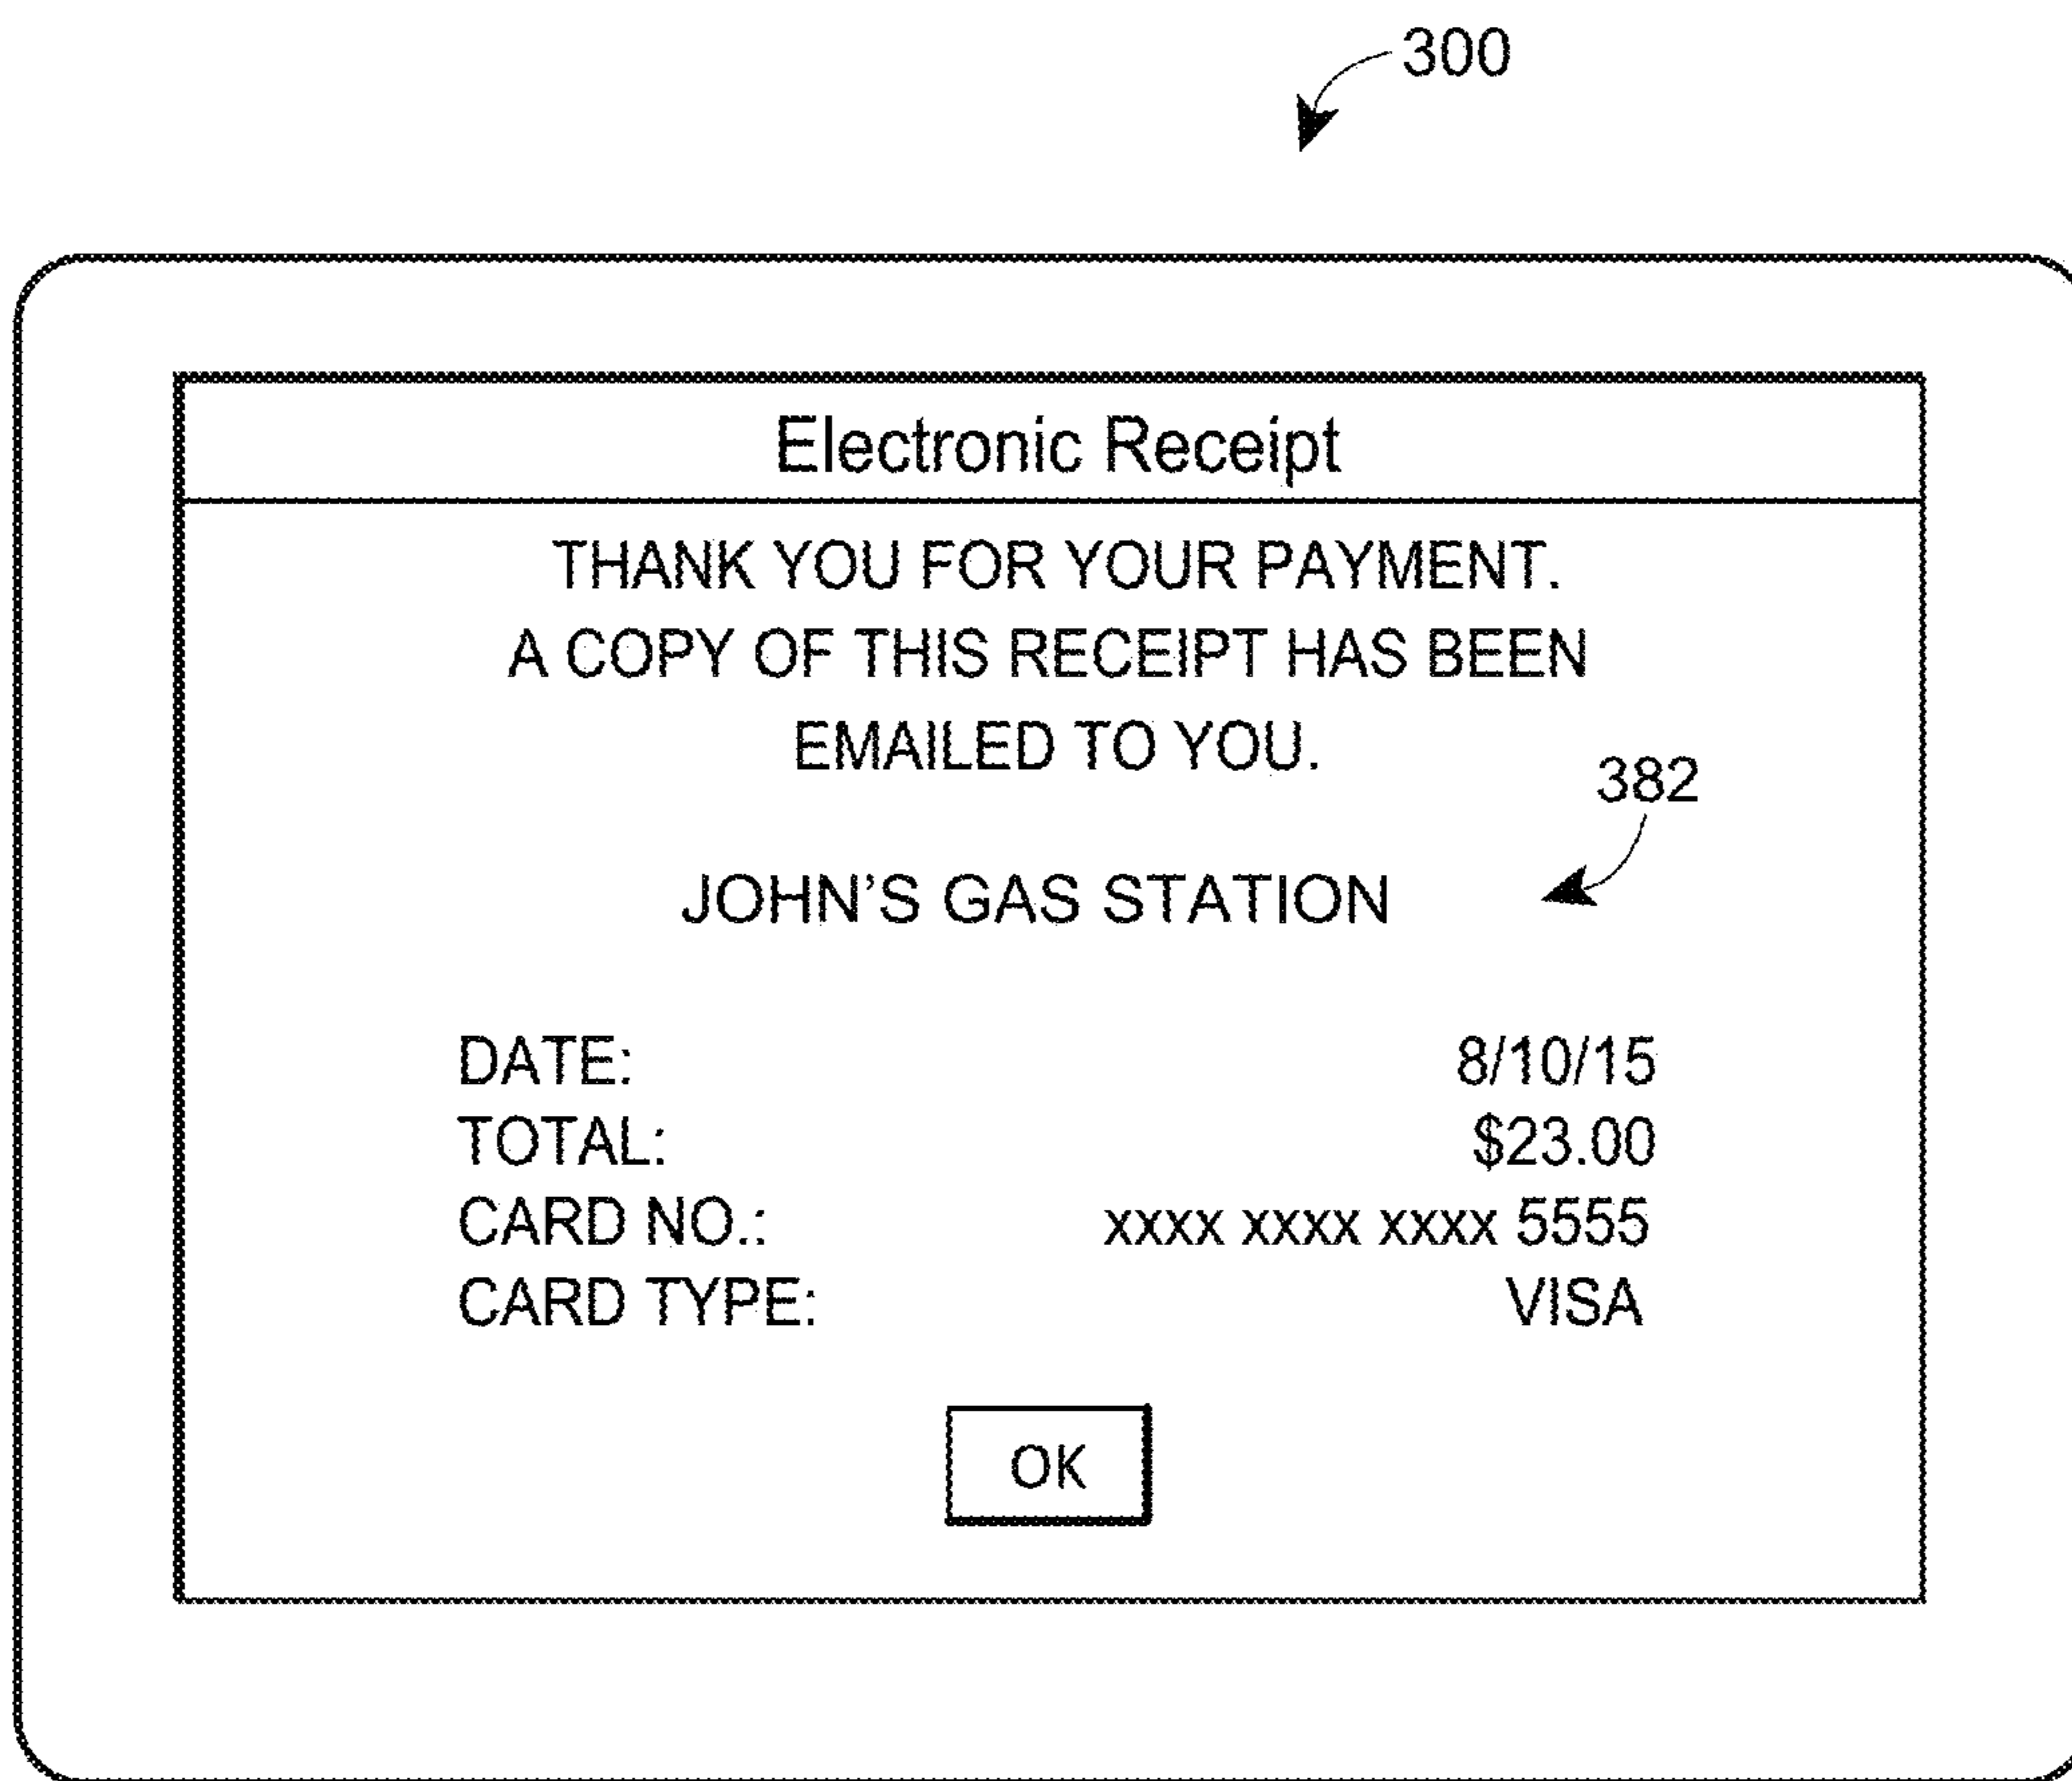 300
Electronic Receipt
THANK YOU FOR YOUR PAYMENT.
A COPY OF THIS RECEIPT HAS BEEN
EMAILED TO YOU.
382
JOHN'S GAS STATION
DATE: 8/10/15
TOTAL: $23.00
CARD NO.: xxxx xxxx xxxx 5555
CARD TYPE: VISA
OK